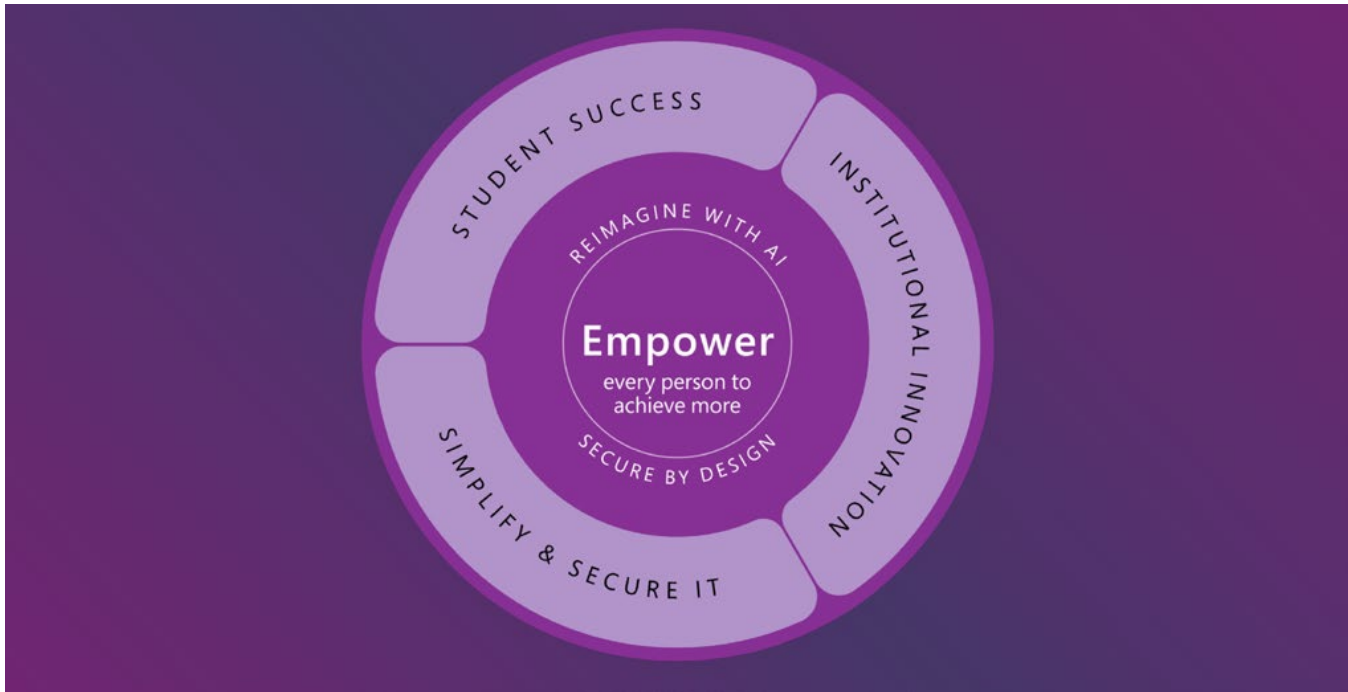 STUDENT SUCCESS
INSTITUTIONAL INNOVATION
REIMAGINE WITH AI
Empower
every person to
achieve more
SECURE BY DESIGN
SIMPLIFY & SECURE IT